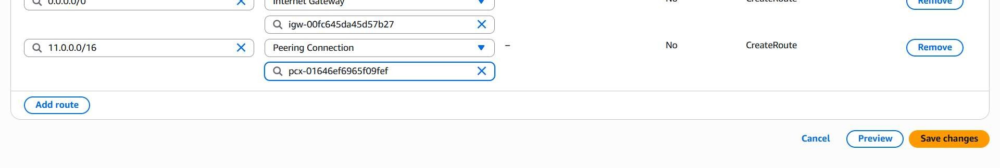 0.0.0.0/0 Internet Gateway No CreateRoute Remove
igw-00fc645da45d57b27
11.0.0.0/16 Peering Connection – No CreateRoute Remove
pcx-01646ef6965f09fef
Add route
Cancel Preview Save changes